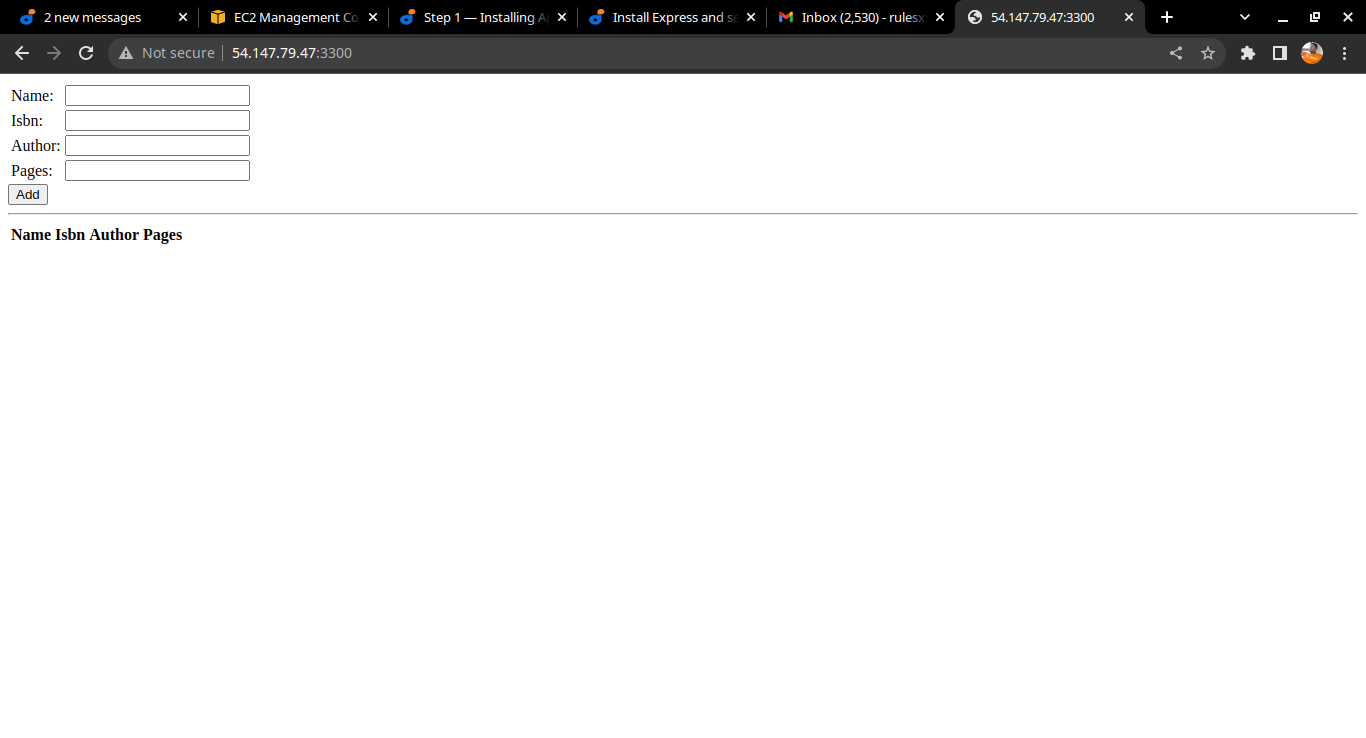 2 new messages
EC2 Management Co
Step 1 — Installing A
Install Express and se
Inbox (2,530) - rulesx
54.147.79.47:3300
Not secure 54.147.79.47:3300
Name:
Isbn:
Author:
Pages:
Add
Name Isbn Author Pages